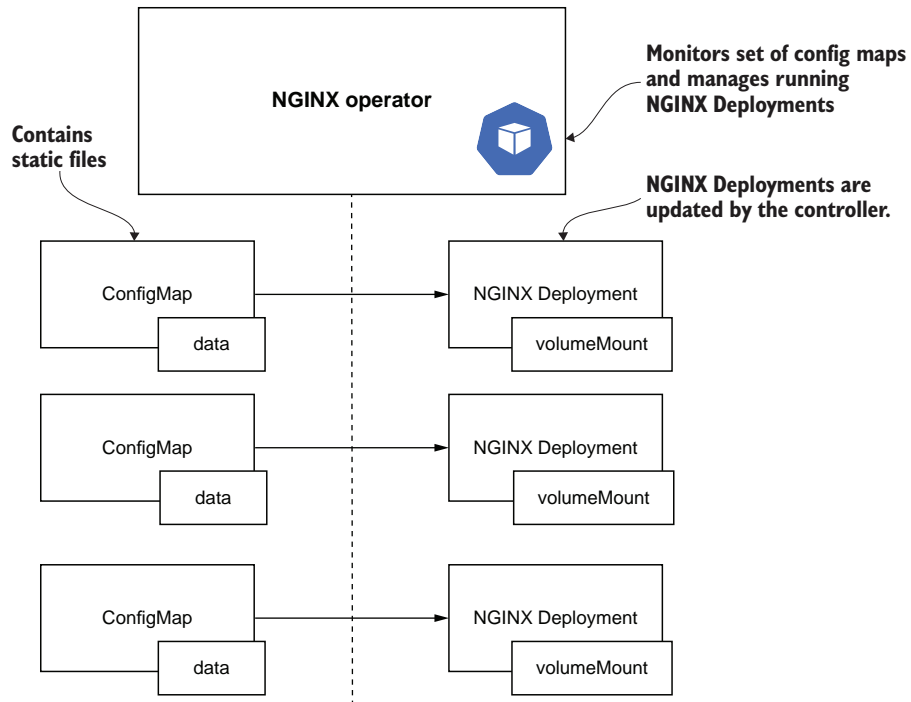 Monitors set of config maps
and manages running
NGINX Deployments
NGINX operator
Contains
static files
NGINX Deployments are
updated by the controller.
ConfigMap
NGINX Deployment
data
volumeMount
ConfigMap
NGINX Deployment
data
volumeMount
ConfigMap
NGINX Deployment
data
volumeMount